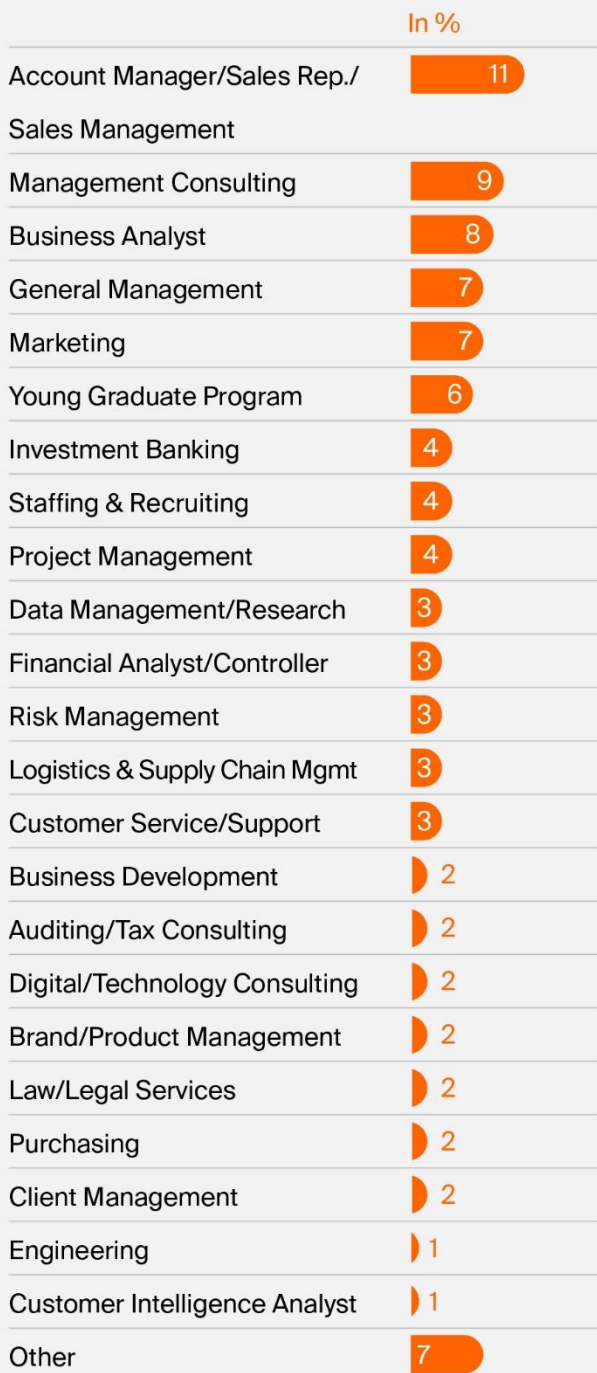 In %
Account Manager/Sales Rep./ 11
Sales Management
Management Consulting 9
Business Analyst 8
General Management 7
Marketing 7
Young Graduate Program 6
Investment Banking 4
Staffing & Recruiting 4
Project Management 4
Data Management/Research 3
Financial Analyst/Controller 3
Risk Management 3
Logistics & Supply Chain Mgmt 3
Customer Service/Support 3
Business Development 2
Auditing/Tax Consulting 2
Digital/Technology Consulting 2
Brand/Product Management 2
Law/Legal Services 2
Purchasing 2
Client Management 2
Engineering 1
Customer Intelligence Analyst 1
Other 7